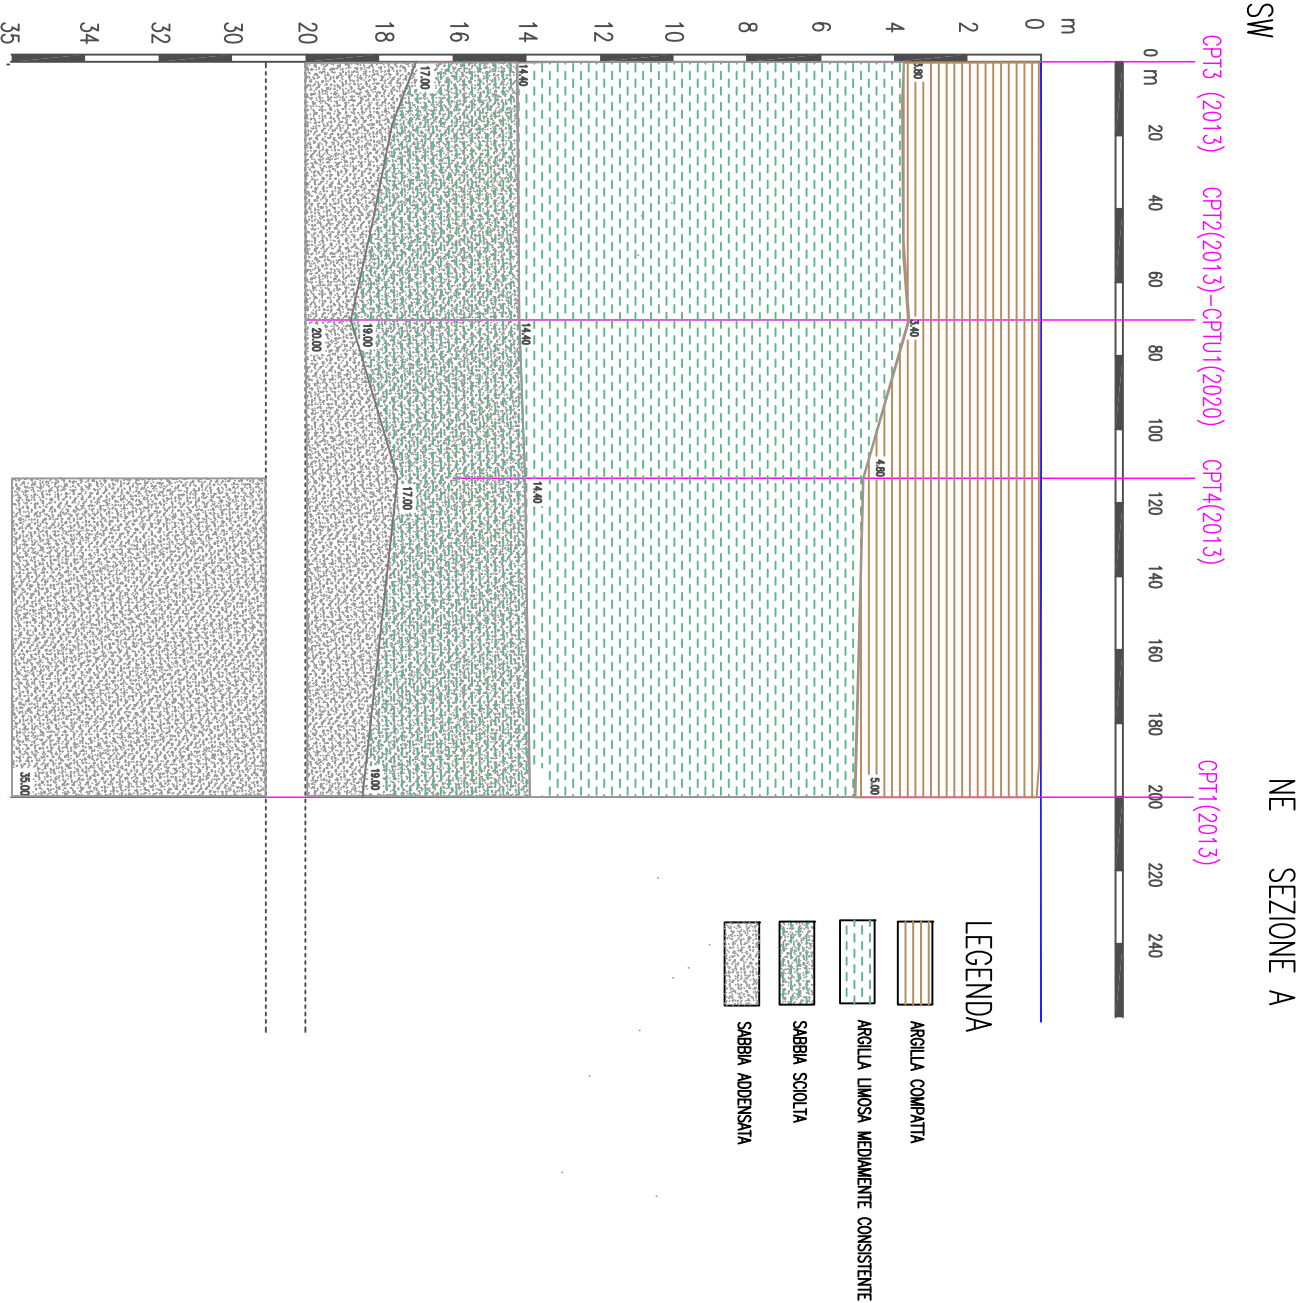 SW
NE
SEZIONE A
CPT3 (2013)
CPT2(2013)-CPTU1(2020)
CPT4(2013)
CPT1(2013)
0 m 20 40 60 80 100 120 140 160 180 200 220 240
m
0
2
4
6
8
10
12
14
16
18
20
30
32
34
35
3.80
3.40
4.80
5.00
14.40
14.40
14.40
17.00
19.00
17.00
19.00
20.00
35.00
LEGENDA
ARGILLA COMPATTA
ARGILLA LIMOSA MEDIAMENTE CONSISTENTE
SABBIA SCIOLTA
SABBIA ADDENSATA